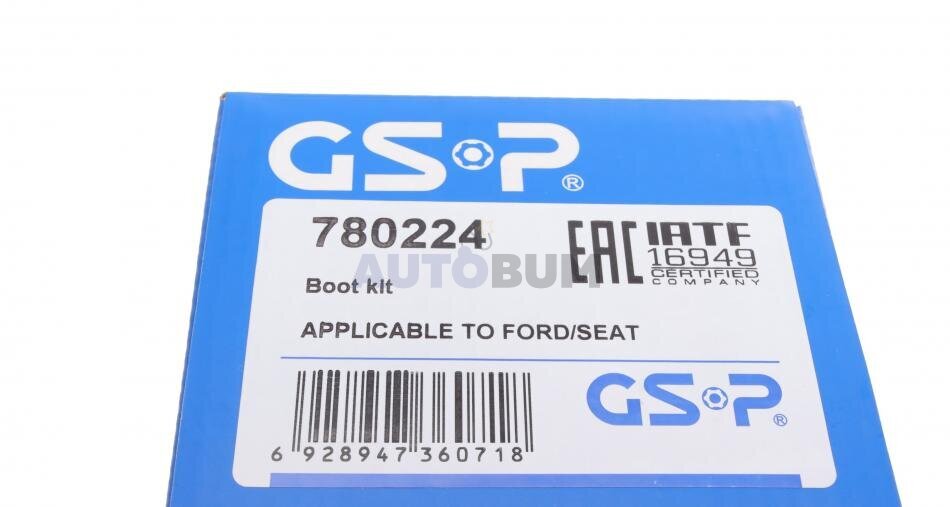 GSP®
780224
EAC IATF
16949
CERTIFIED
COMPANY
AUTOBUM
Boot kit
APPLICABLE TO FORD/SEAT
GSP®
6 928947 360718